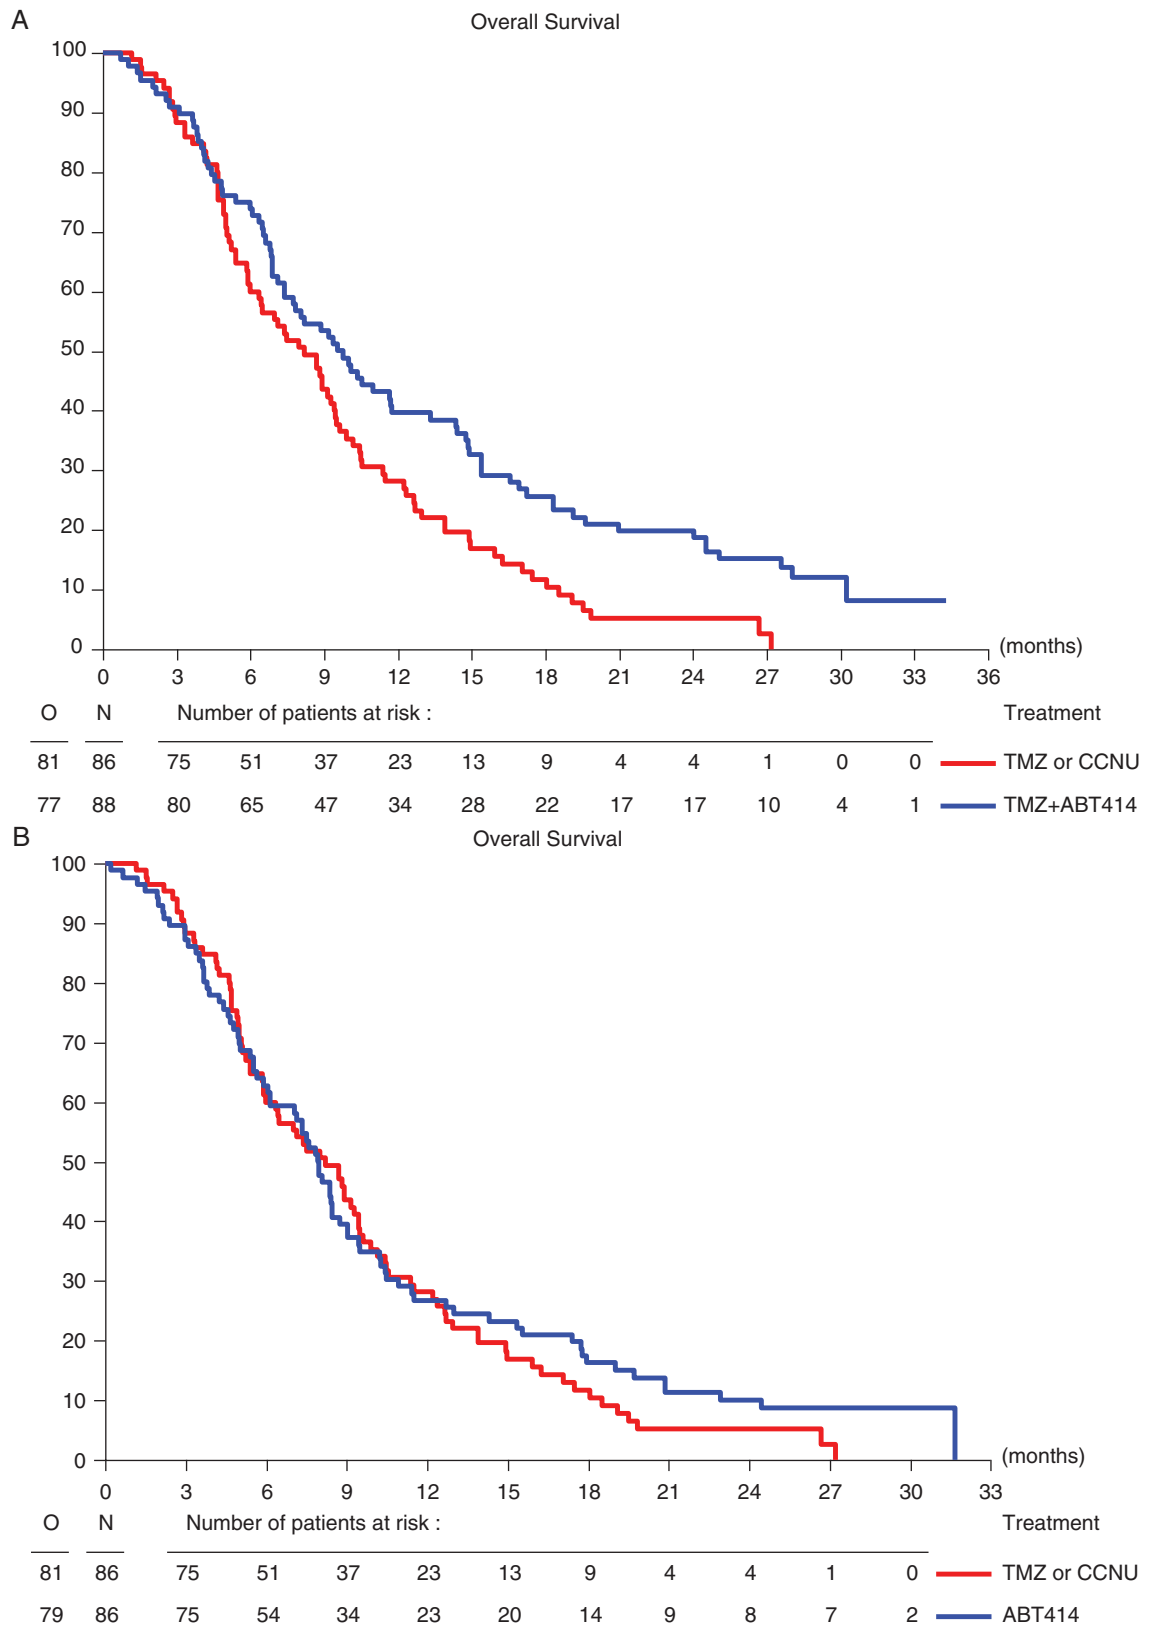 A
Overall Survival
100
90
80
70
60
50
40
30
20
10
0
(months)
0 3 6 9 12 15 18 21 24 27 30 33 36
O N Number of patients at risk : Treatment
81 86 75 51 37 23 13 9 4 4 1 0 0 TMZ or CCNU
77 88 80 65 47 34 28 22 17 17 10 4 1 TMZ+ABT414
B
Overall Survival
100
90
80
70
60
50
40
30
20
10
0
(months)
0 3 6 9 12 15 18 21 24 27 30 33
O N Number of patients at risk : Treatment
81 86 75 51 37 23 13 9 4 4 1 0 TMZ or CCNU
79 86 75 54 34 23 20 14 9 8 7 2 ABT414